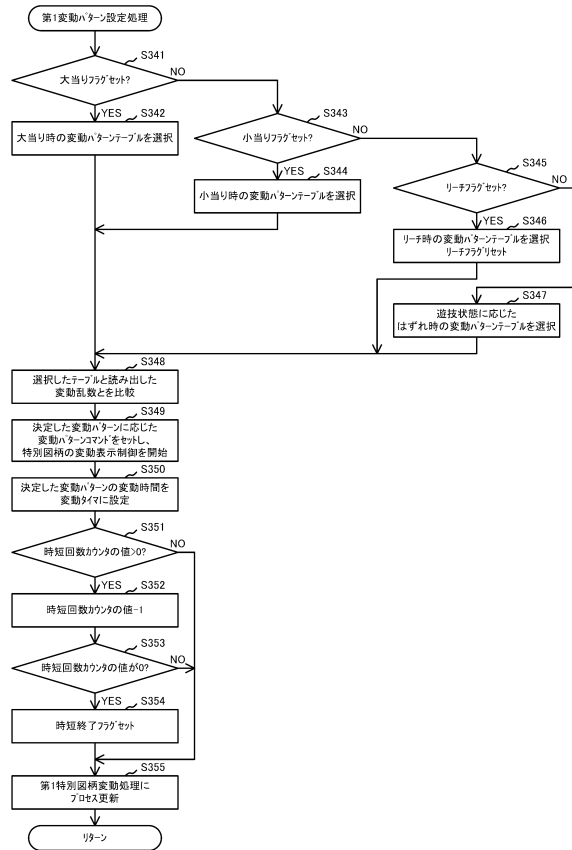 第1変動パターン設定処理
S341
大当りフラグセット?
NO
YES
S342
大当り時の変動パターンテーブルを選択
S343
小当りフラグセット?
NO
YES
S344
小当り時の変動パターンテーブルを選択
S345
リーチフラグセット?
NO
YES
S346
リーチ時の変動パターンテーブルを選択
リーチフラグリセット
S347
遊技状態に応じた
はずれ時の変動パターンテーブルを選択
S348
選択したテーブルと読み出した
変動乱数とを比較
S349
決定した変動パターンに応じた
変動パターンコマンドをセットし、
特別図柄の変動表示制御を開始
S350
決定した変動パターンの変動時間を
変動タイマに設定
S351
時短回数カウンタの値>0?
NO
YES
S352
時短回数カウンタの値-1
S353
時短回数カウンタの値が0?
NO
YES
S354
時短終了フラグセット
S355
第1特別図柄変動処理に
プロセス更新
リターン